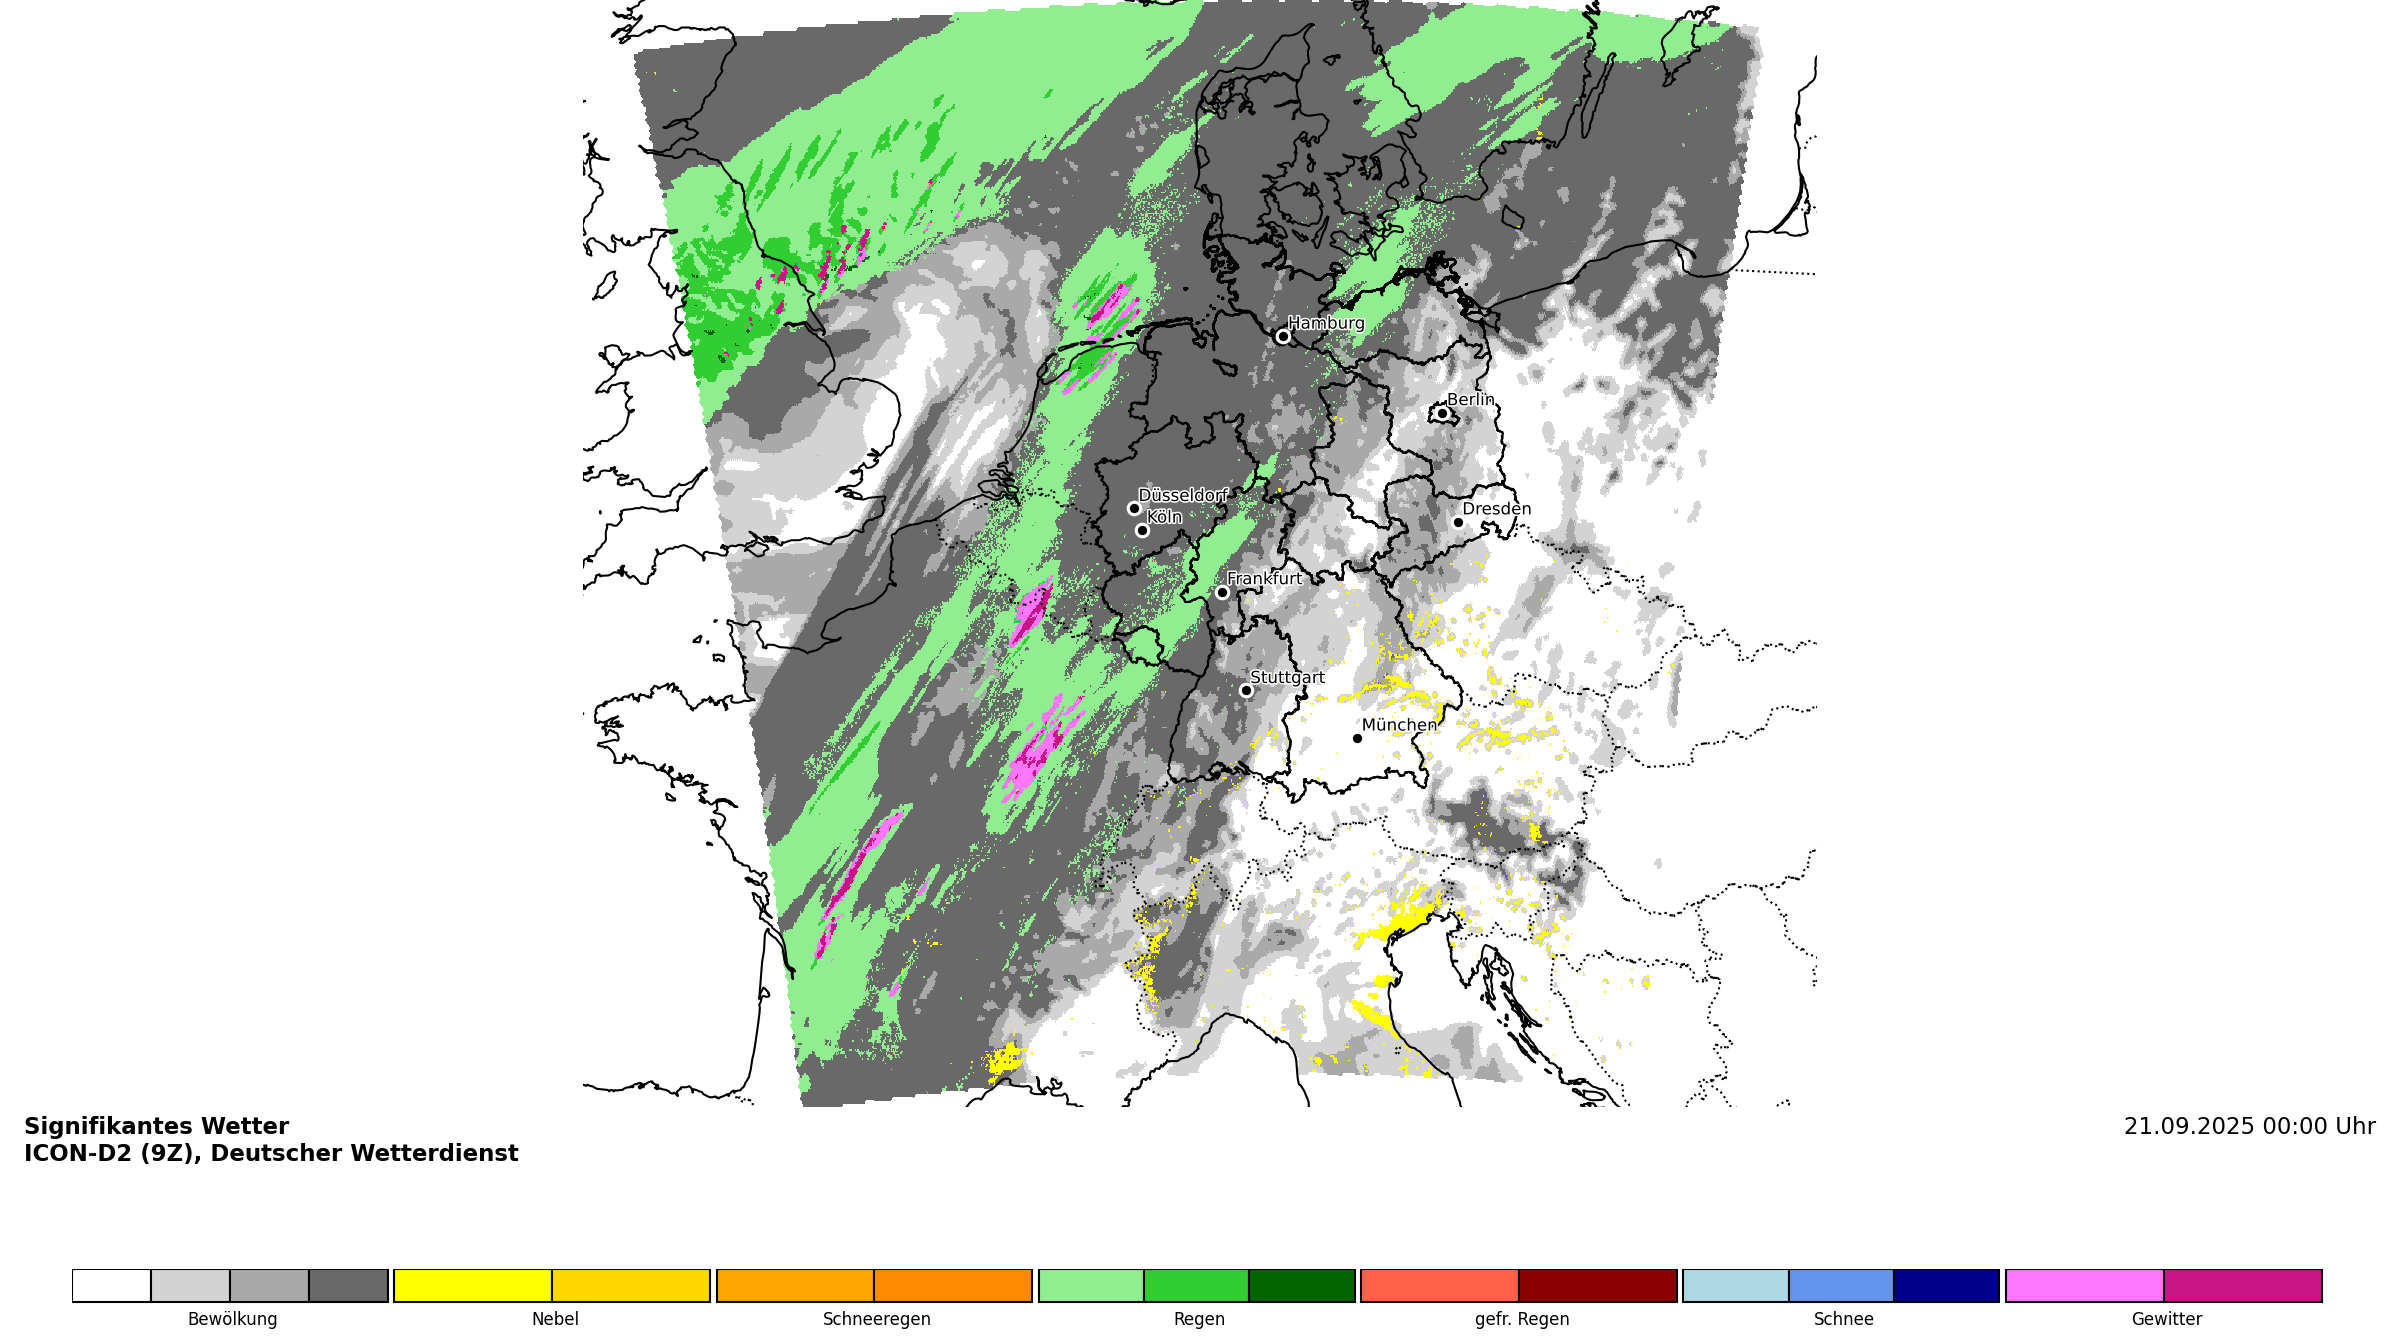 Hamburg
Berlin
Düsseldorf
Köln
Dresden
Frankfurt
Stuttgart
München
Signifikantes Wetter
21.09.2025 00:00 Uhr
ICON-D2 (9Z), Deutscher Wetterdienst
Bewölkung
Nebel
Schneeregen
Regen
gefr. Regen
Schnee
Gewitter